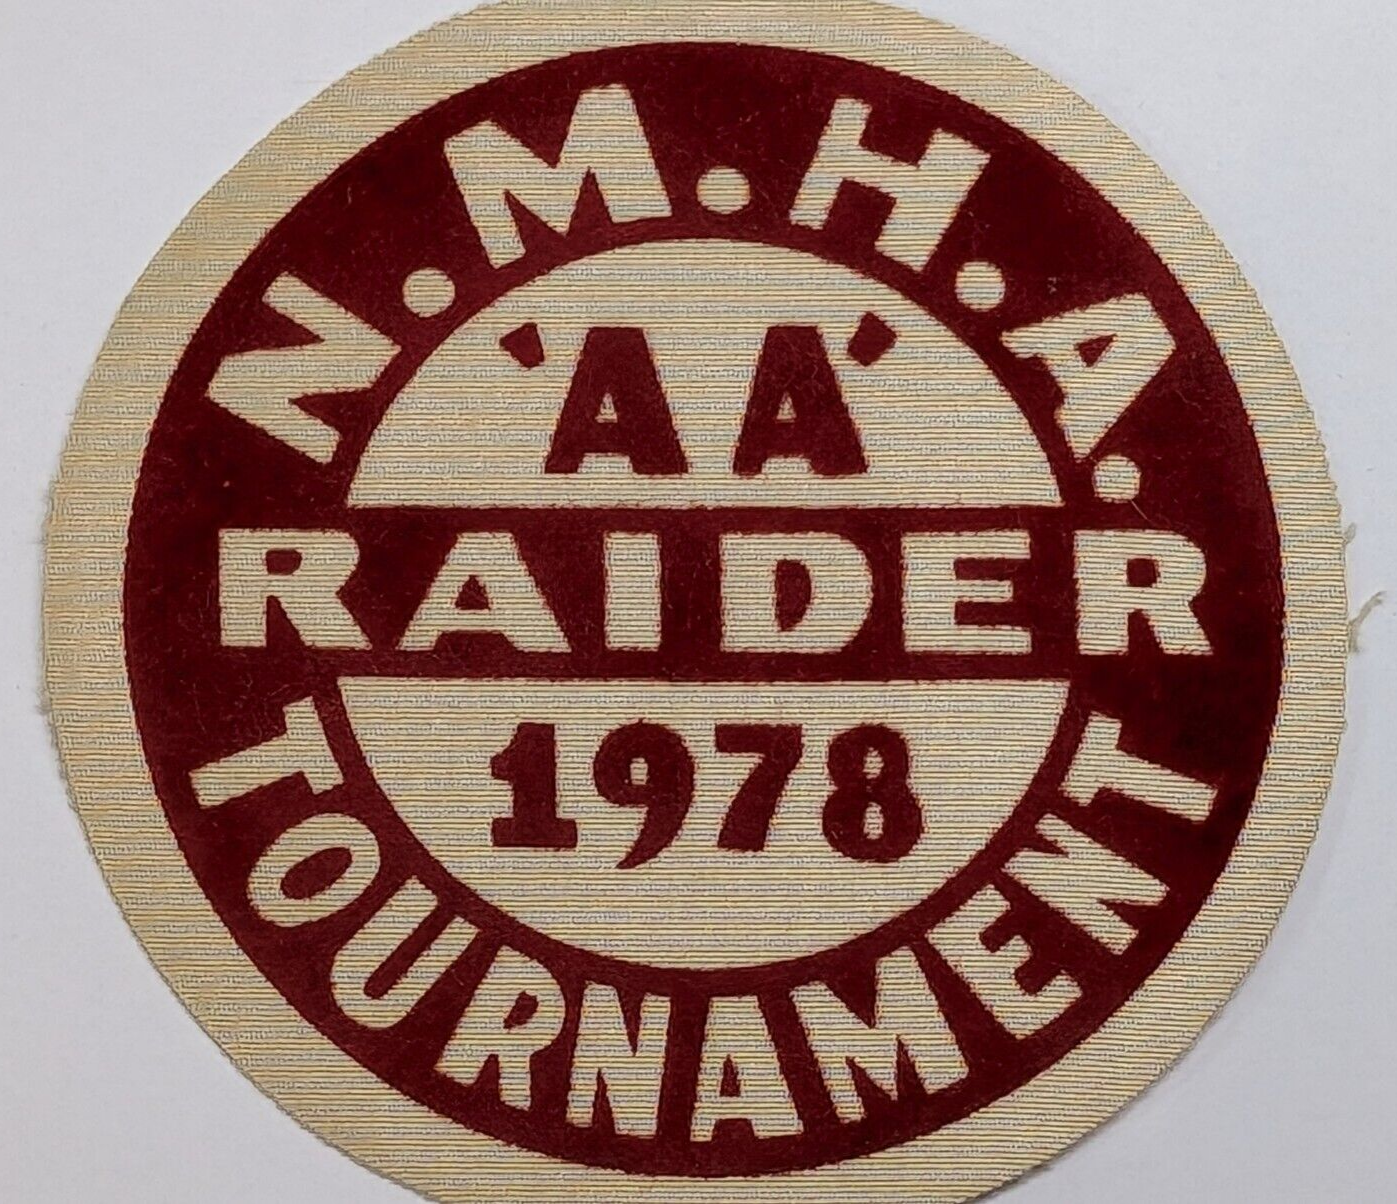 N.M.H.A.
'AA'
RAIDER
1978
TOURNAMENT